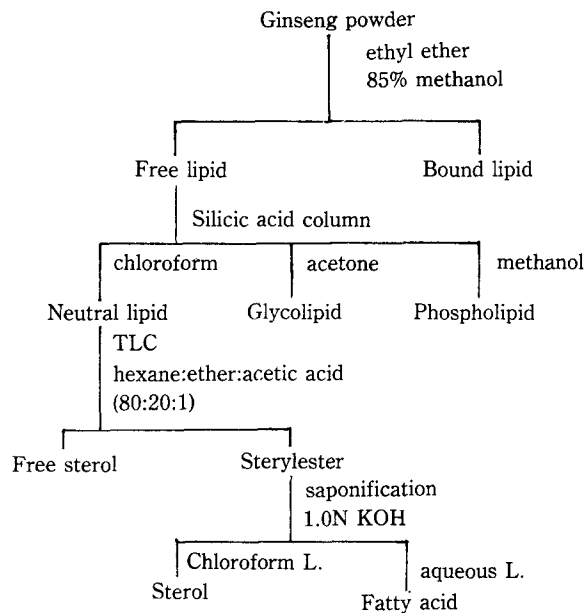 Ginseng powder
ethyl ether
85% methanol
Free lipid
Bound lipid
Silicic acid column
chloroform
acetone
methanol
Neutral lipid
Glycolipid
Phospholipid
TLC
hexane:ether:acetic acid
(80:20:1)
Free sterol
Sterylester
saponification
1.0N KOH
Chloroform L.
aqueous L.
Sterol
Fatty acid